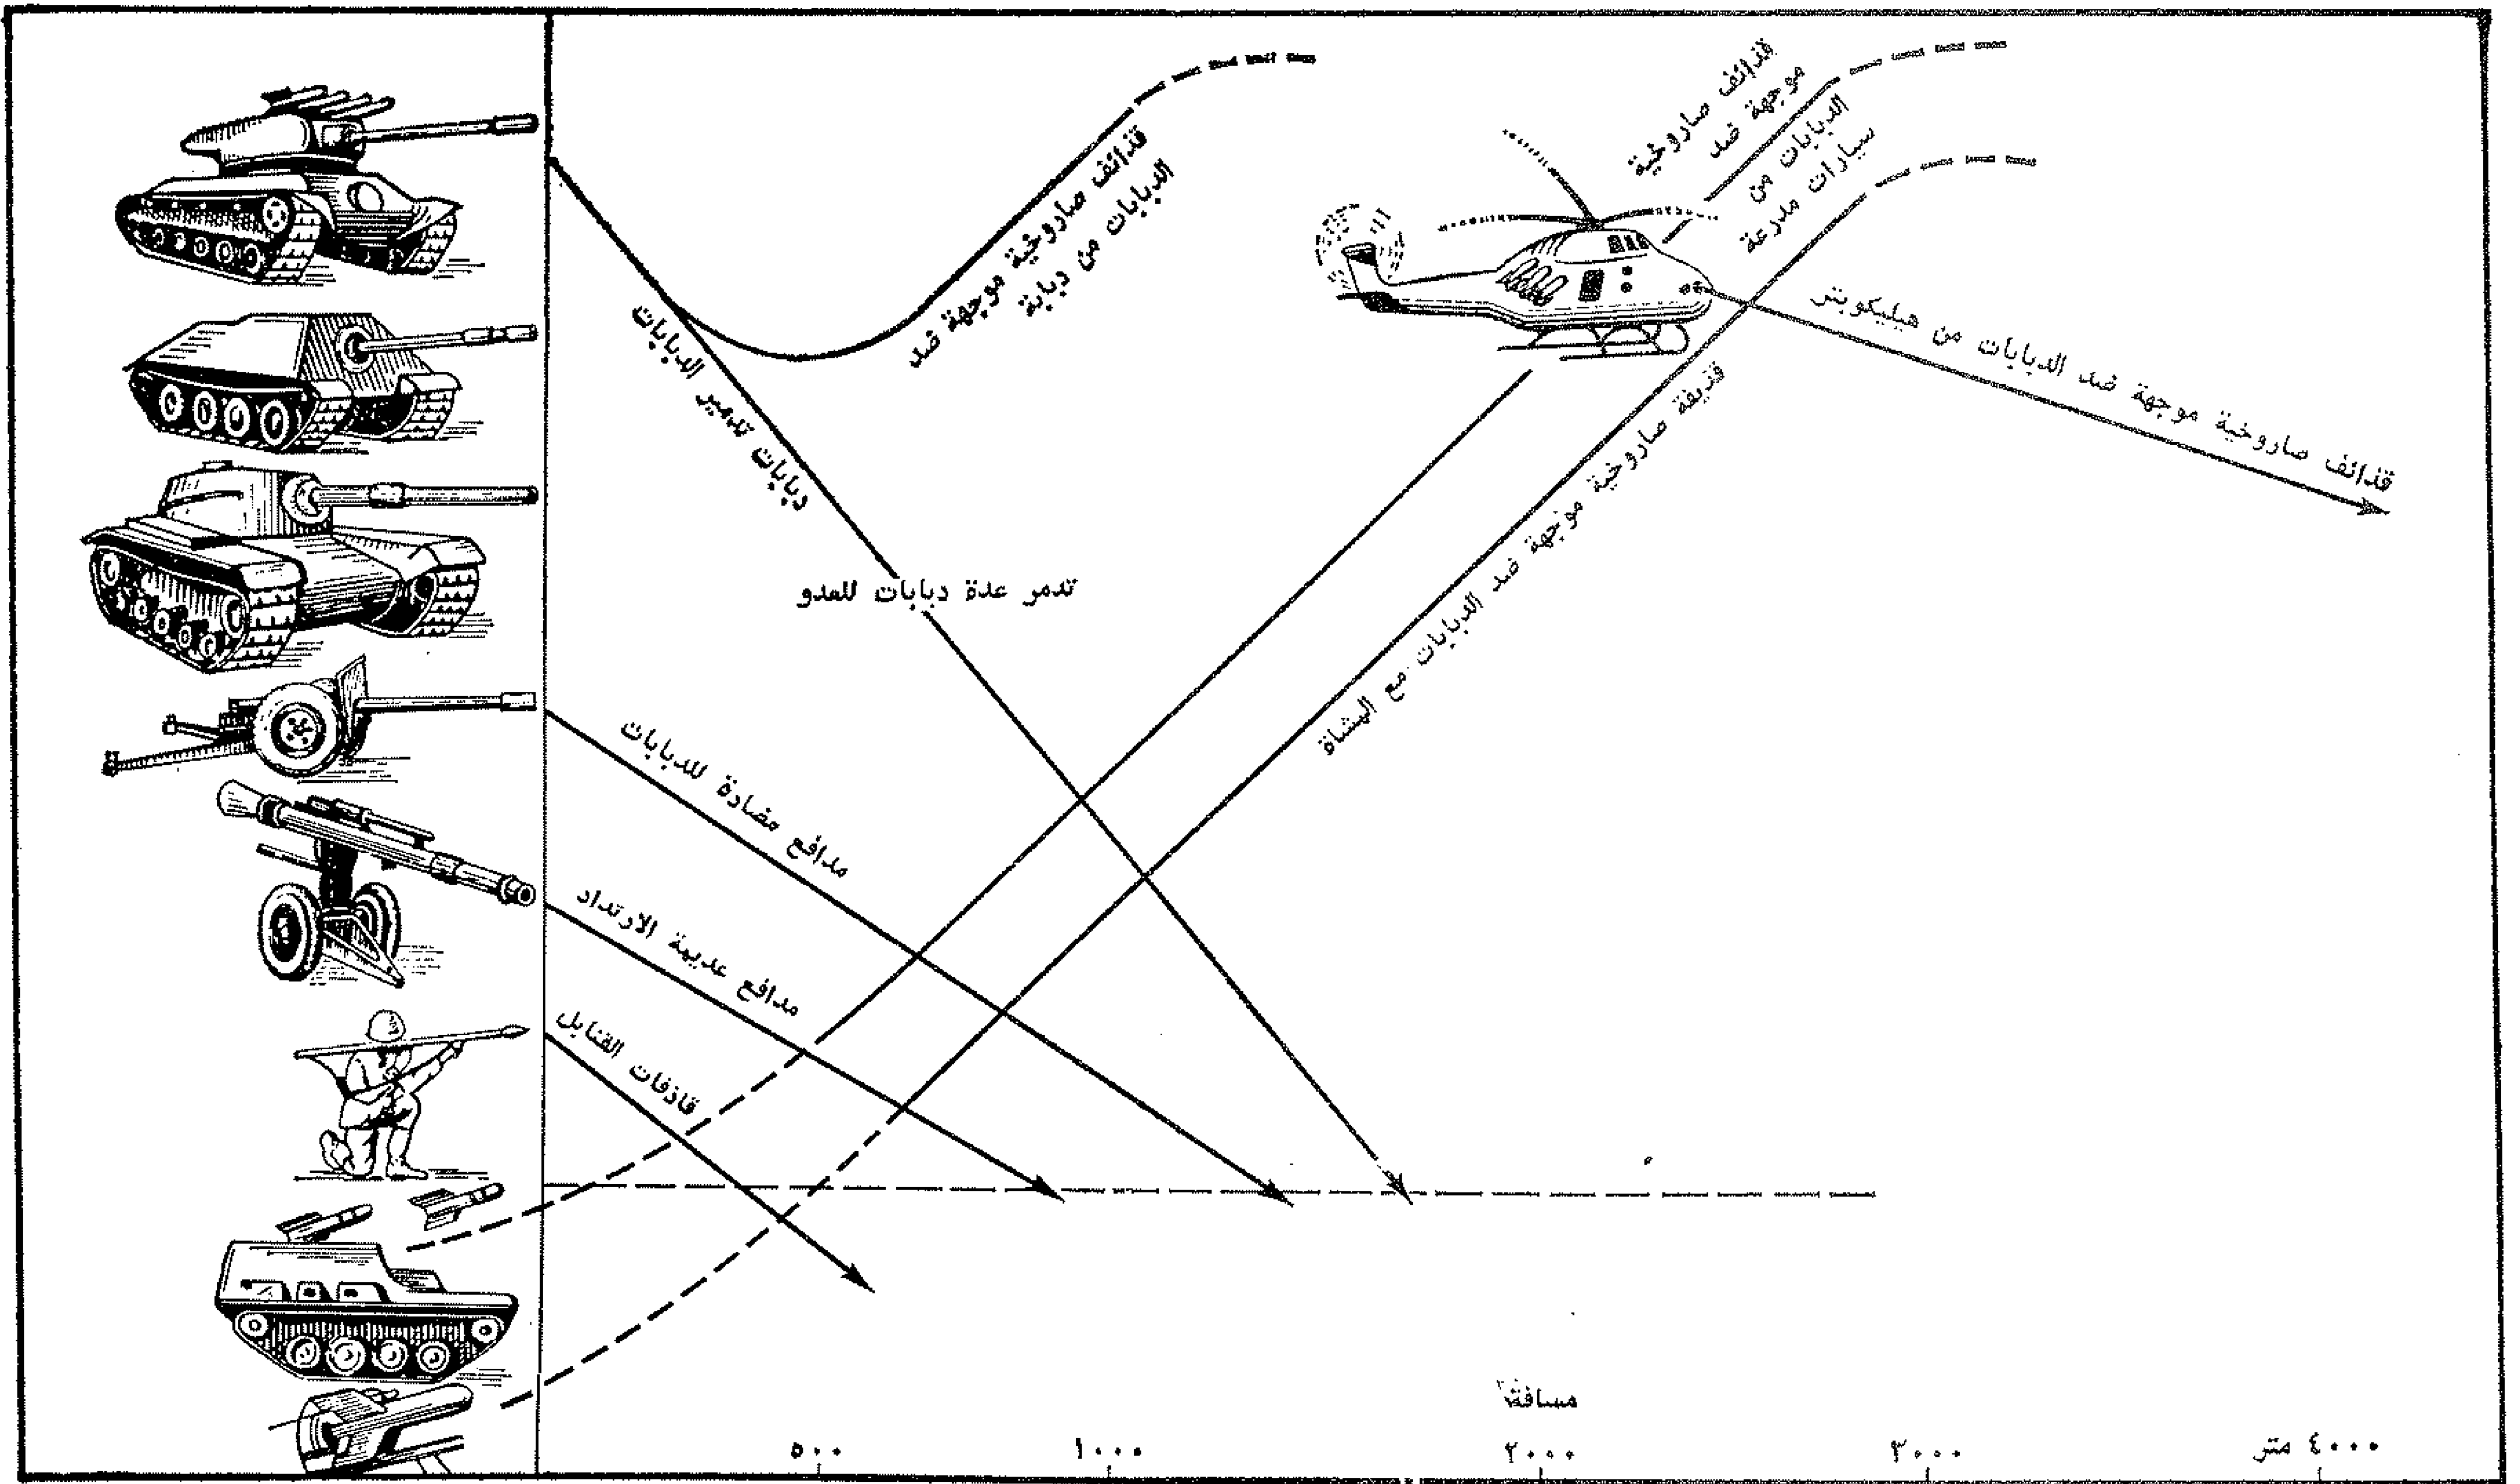 قذائف صاروخية موجهة ضد
الدبابات من دبابة
قذائف صاروخية
موجهة ضد
الدبابات من
سيارات مدرعة
قذائف صاروخية موجهة ضد الدبابات من هيليكوبتر
دبابات تدمير الدبابات
قذيفة صاروخية موجهة ضد الدبابات مع المشاة
تدمر عدة دبابات للعدو
مدافع مضادة للدبابات
مدافع عديمة الارتداد
قاذفات القنابل
مسافة
٥٠٠
١٠٠٠
٢٠٠٠
٣٠٠٠
٤٠٠٠ متر